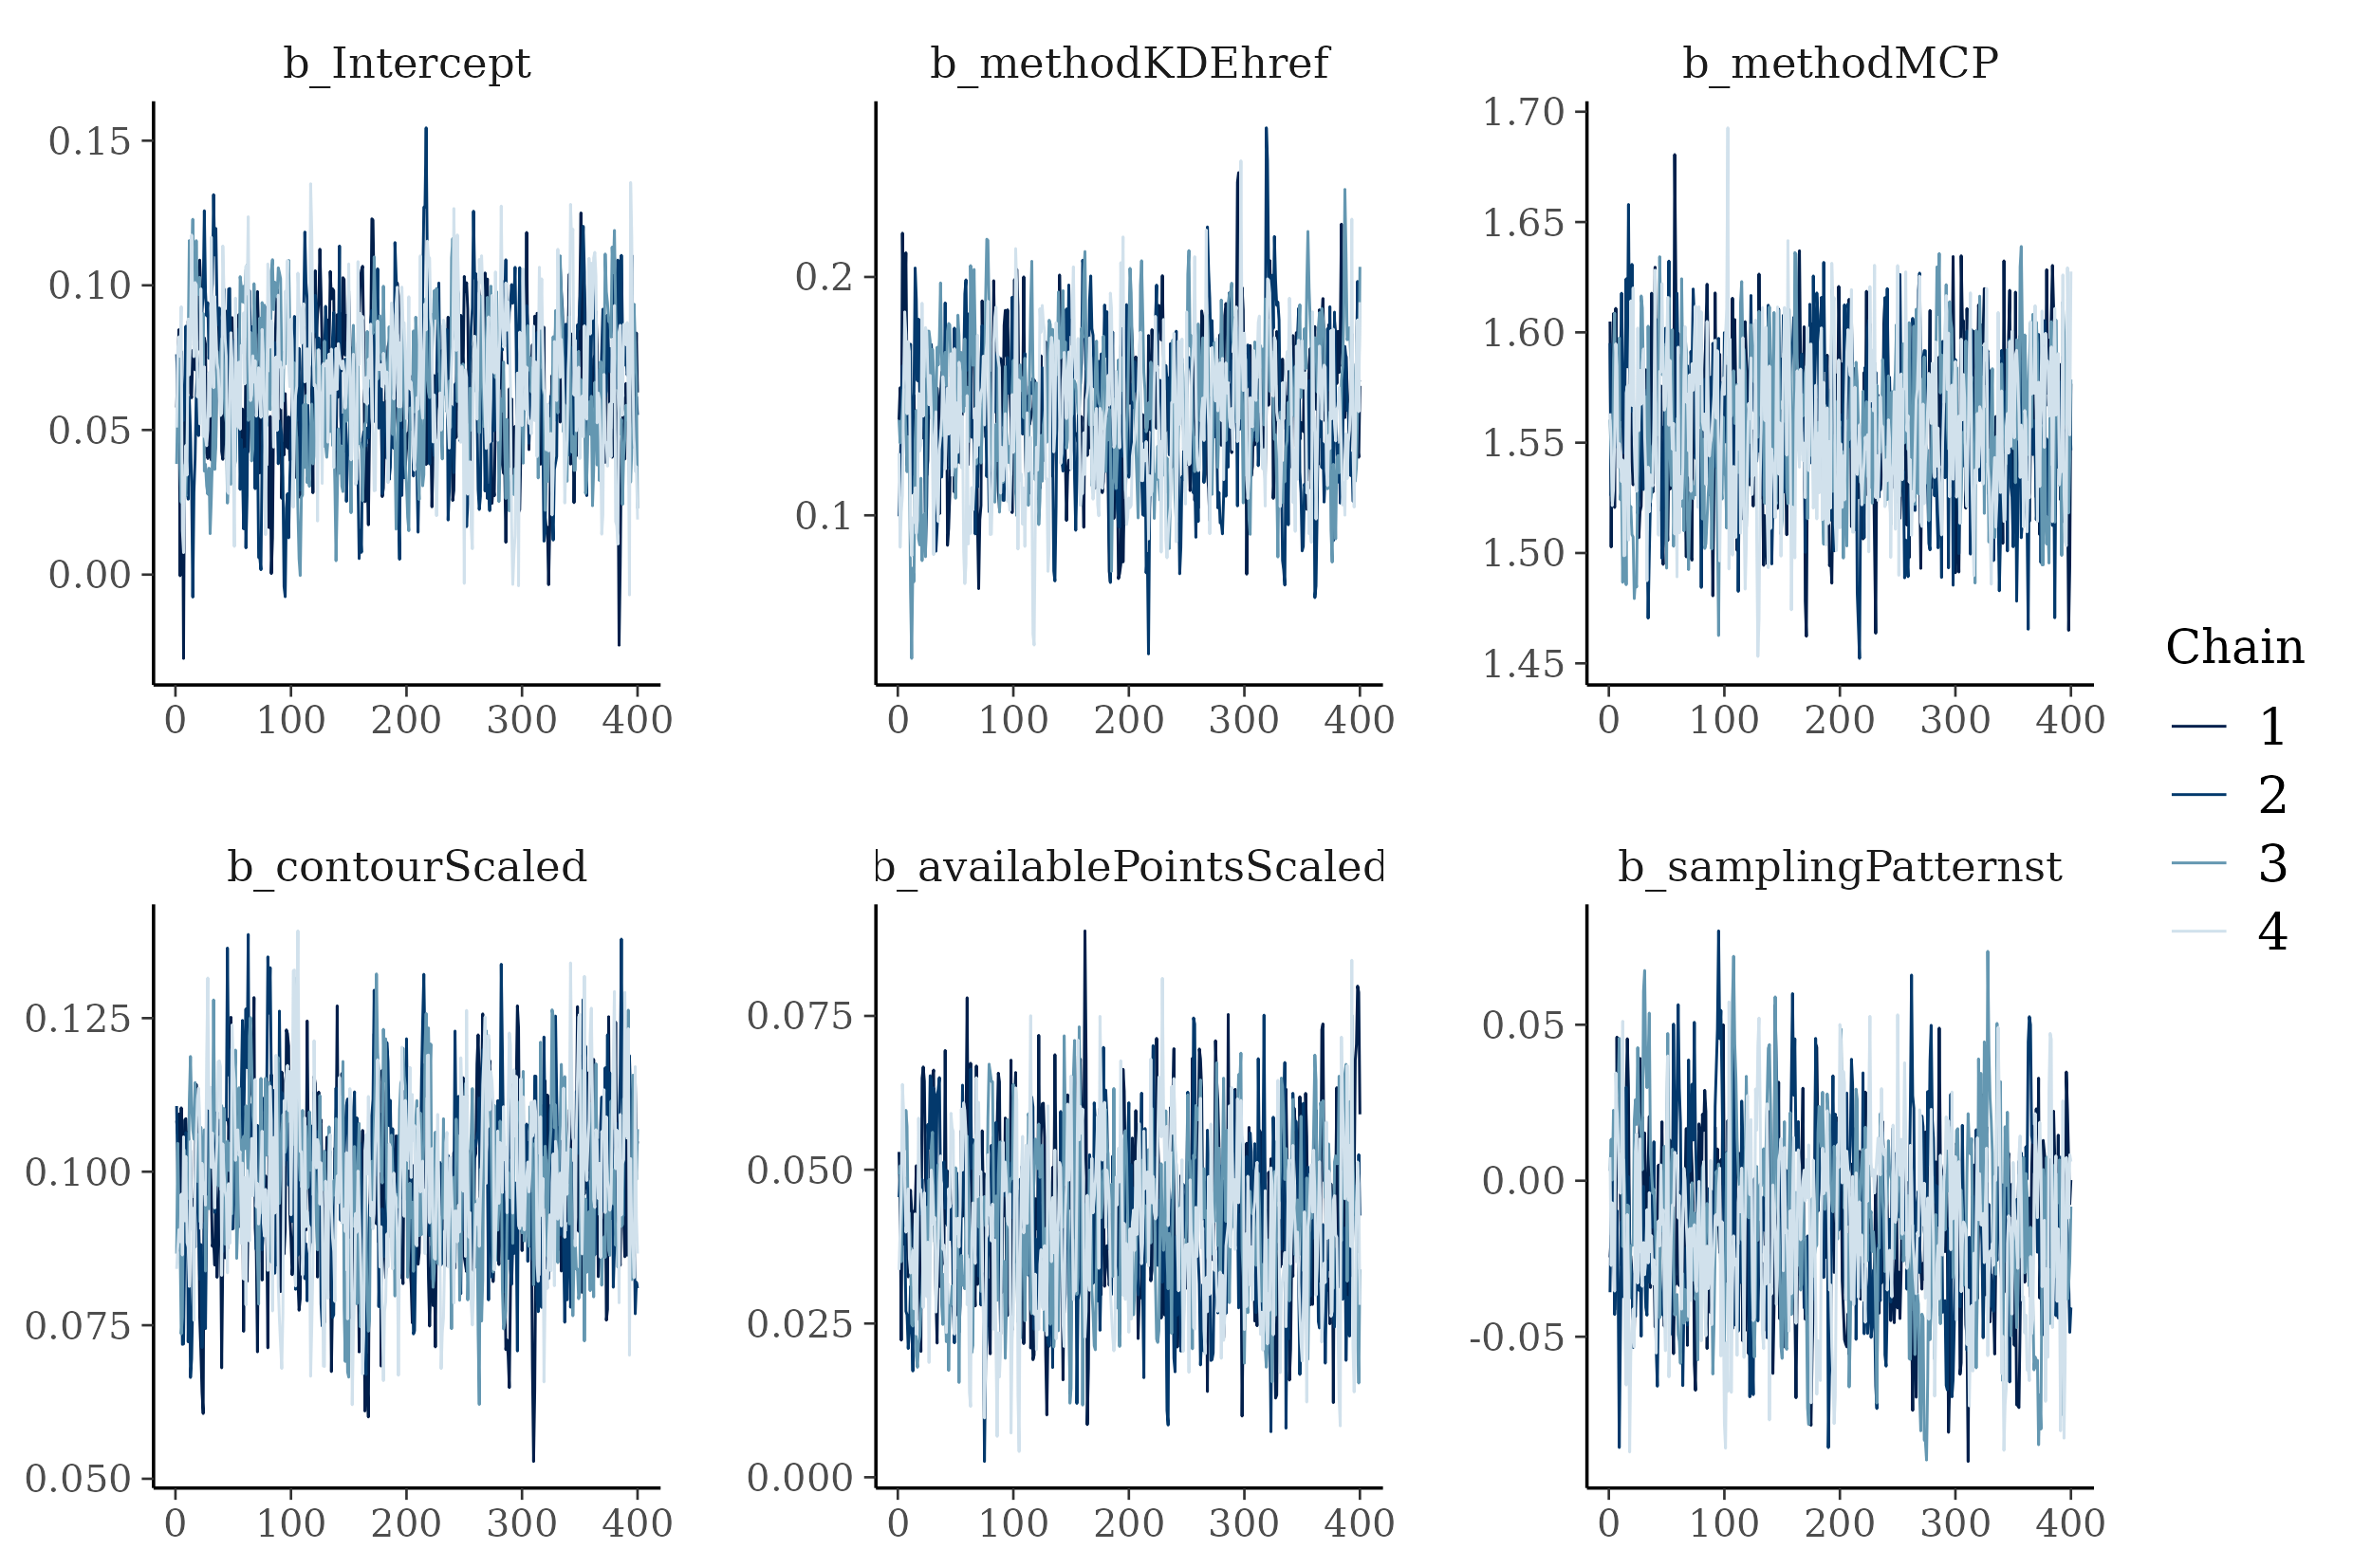 b_Intercept
b_methodKDEhref
b_methodMCP
0.15
0.10
0.05
0.00
0 100 200 300 400
0.2
0.1
0 100 200 300 400
1.70
1.65
1.60
1.55
1.50
1.45
0 100 200 300 400
Chain
1
2
3
4
b_contourScaled
b_availablePointsScaled
b_samplingPatternst
0.125
0.100
0.075
0.050
0 100 200 300 400
0.075
0.050
0.025
0.000
0 100 200 300 400
0.05
0.00
-0.05
0 100 200 300 400